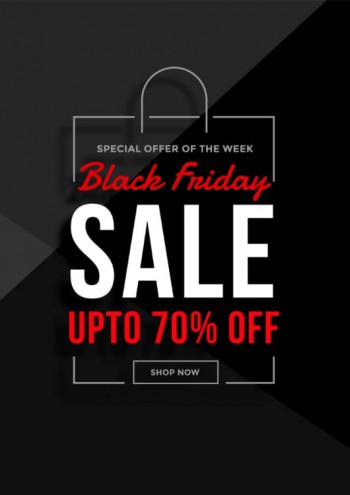 SPECIAL OFFER OF THE WEEK
Black Friday
SALE
UPTO 70% OFF
SHOP NOW